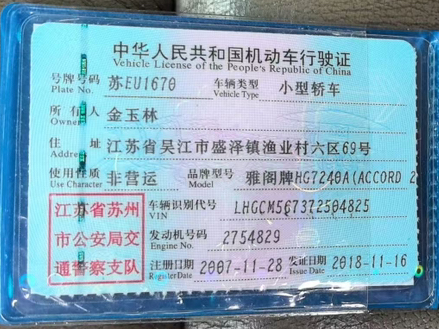 中华人民共和国机动车行驶证
Vehicle License of the People's Republic of China
号牌号码 苏EU1670 车辆类型 小型轿车
Plate No. Vehicle Type
所有人 金玉林
Owner
住址 江苏省吴江市盛泽镇渔业村六区69号
Address
使用性质 非营运 品牌型号 雅阁牌HG7240A(ACCORD 2
Use Character Model
江苏省苏州
市公安局交
通警察支队
车辆识别代号 LHGCM567372504825
VIN
发动机号码 2754829
Engine No.
注册日期 2007-11-28 发证日期 2018-11-16
Register Date Issue Date